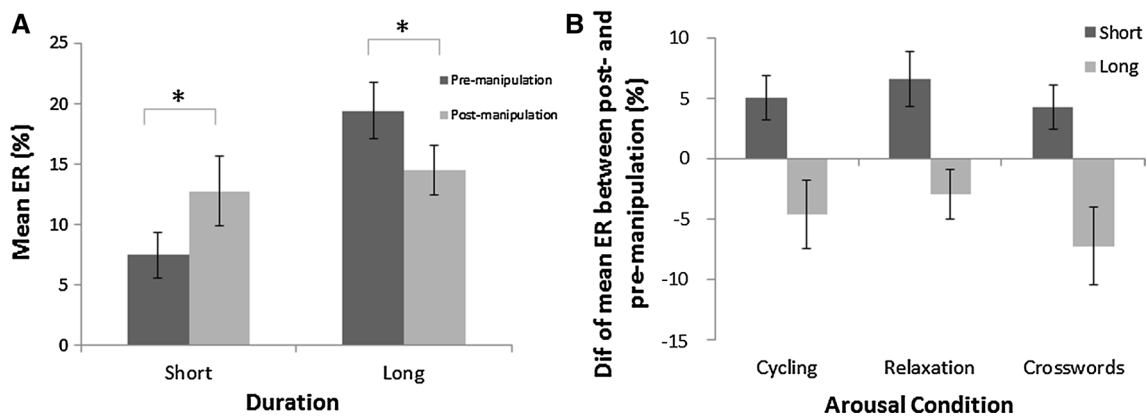 A
25
20
15
10
5
0
Mean ER (%)
*
*
Pre-manipulation
Post-manipulation
Short
Long
Duration
B
10
5
0
-5
-10
-15
Dif of mean ER between post- and
pre-manipulation (%)
Short
Long
Cycling
Relaxation
Crosswords
Arousal Condition